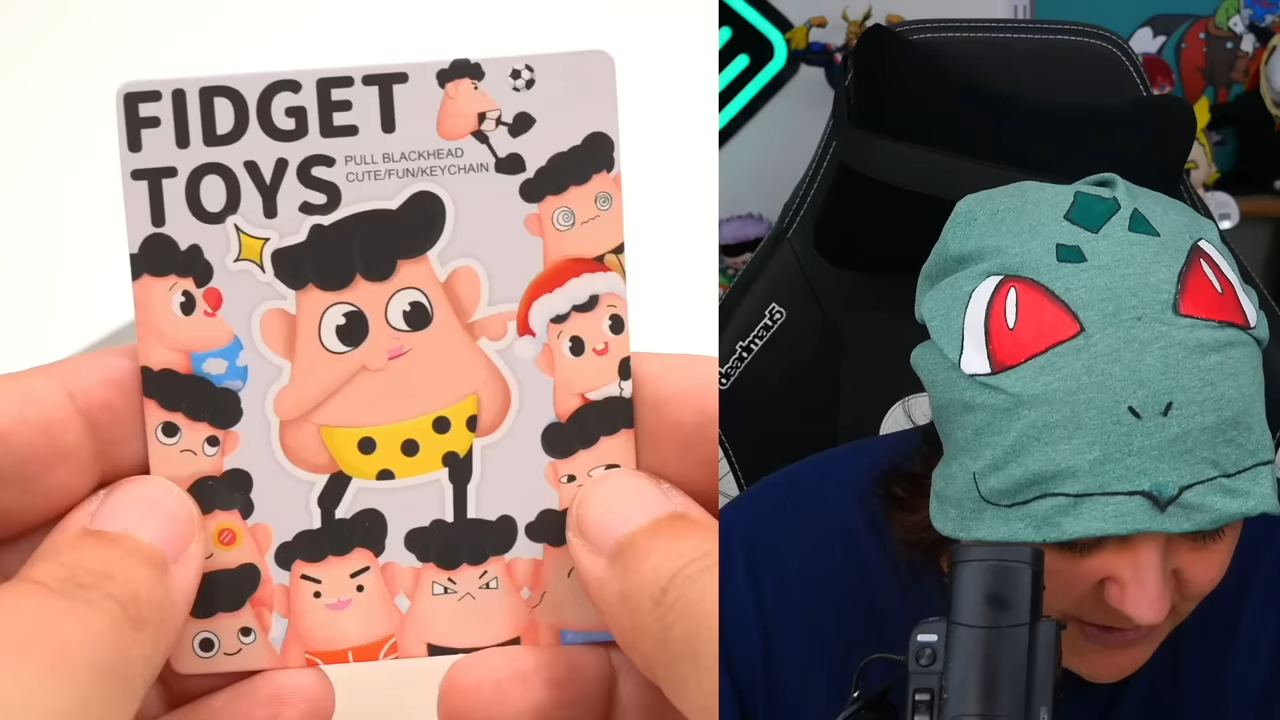 FIDGET
TOYS
PULL BLACKHEAD
CUTE/FUN/KEYCHAIN
deadmau5